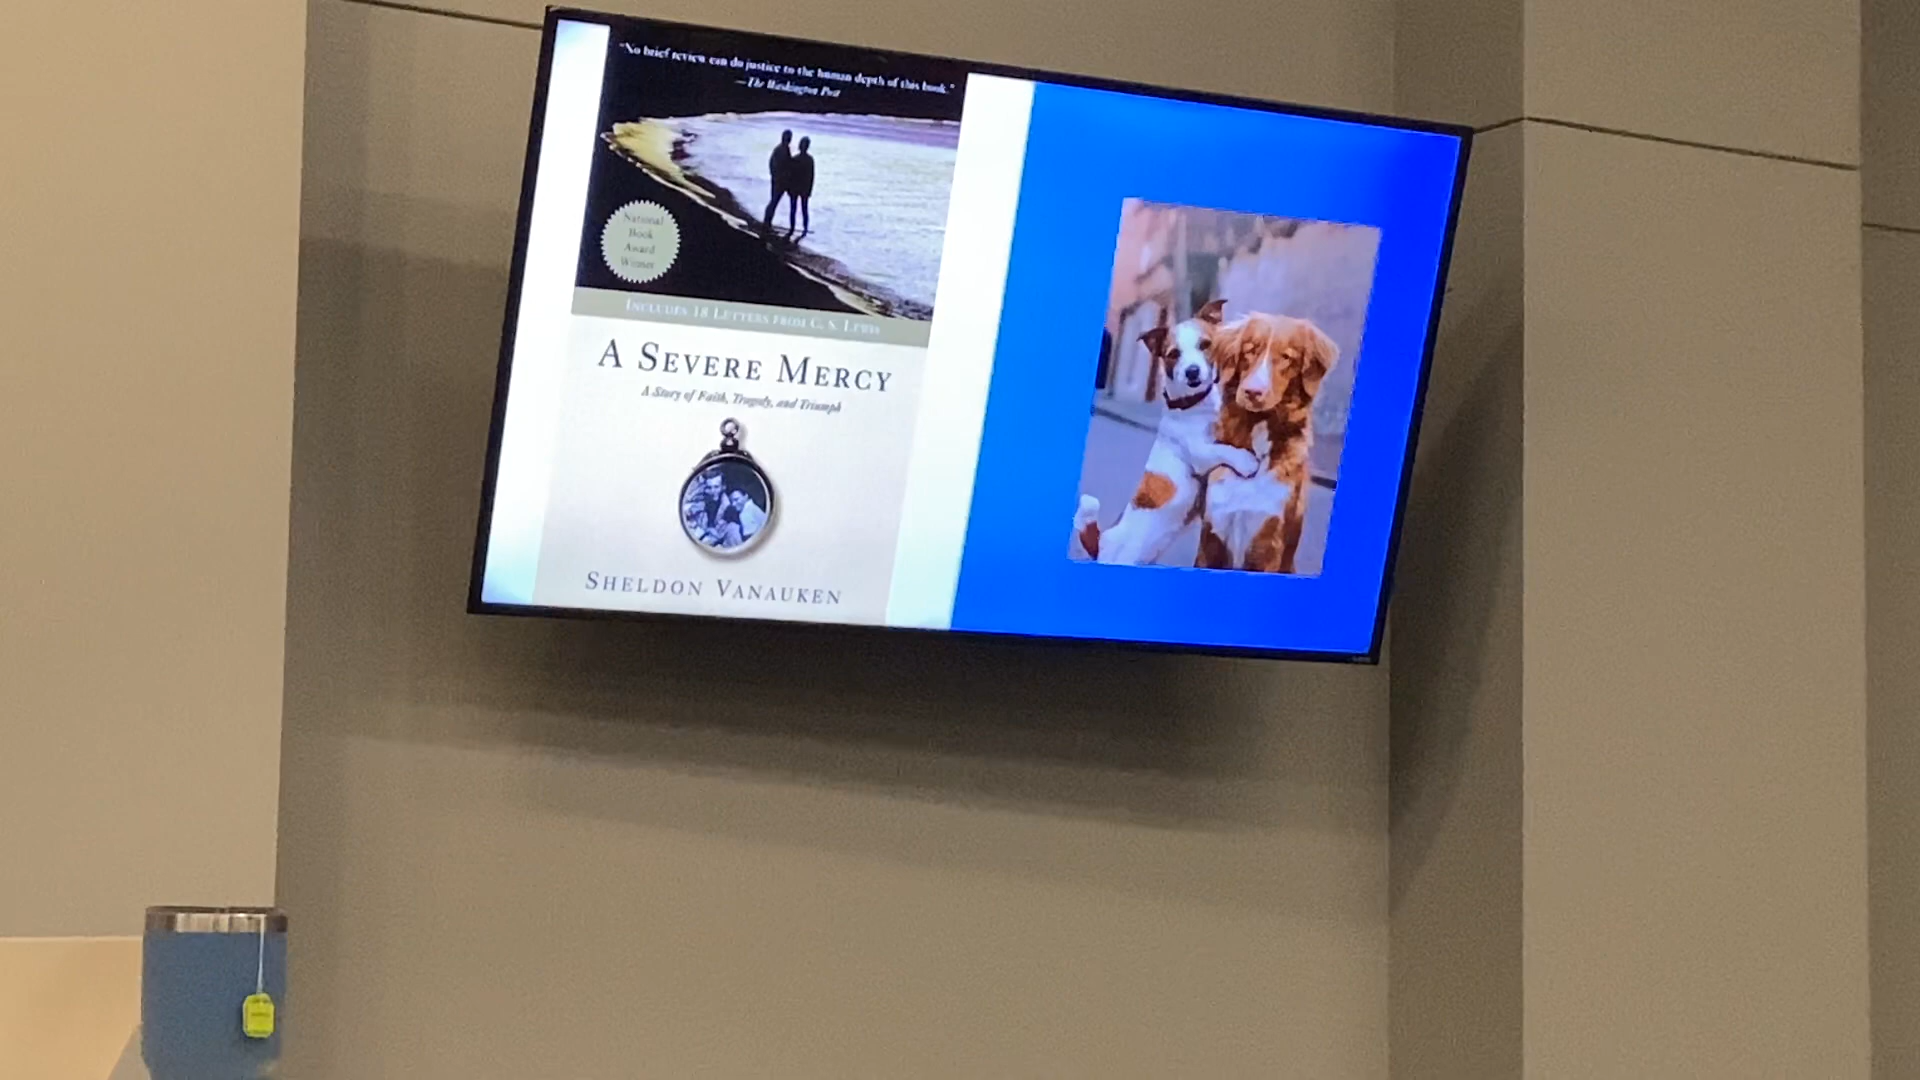 "No brief review can do justice to the human depth of this book."
—The Washington Post
National
Book
Award
Winner
INCLUDES 18 LETTERS FROM C. S. LEWIS
A SEVERE MERCY
A Story of Faith, Tragedy, and Triumph
SHELDON VANAUKEN